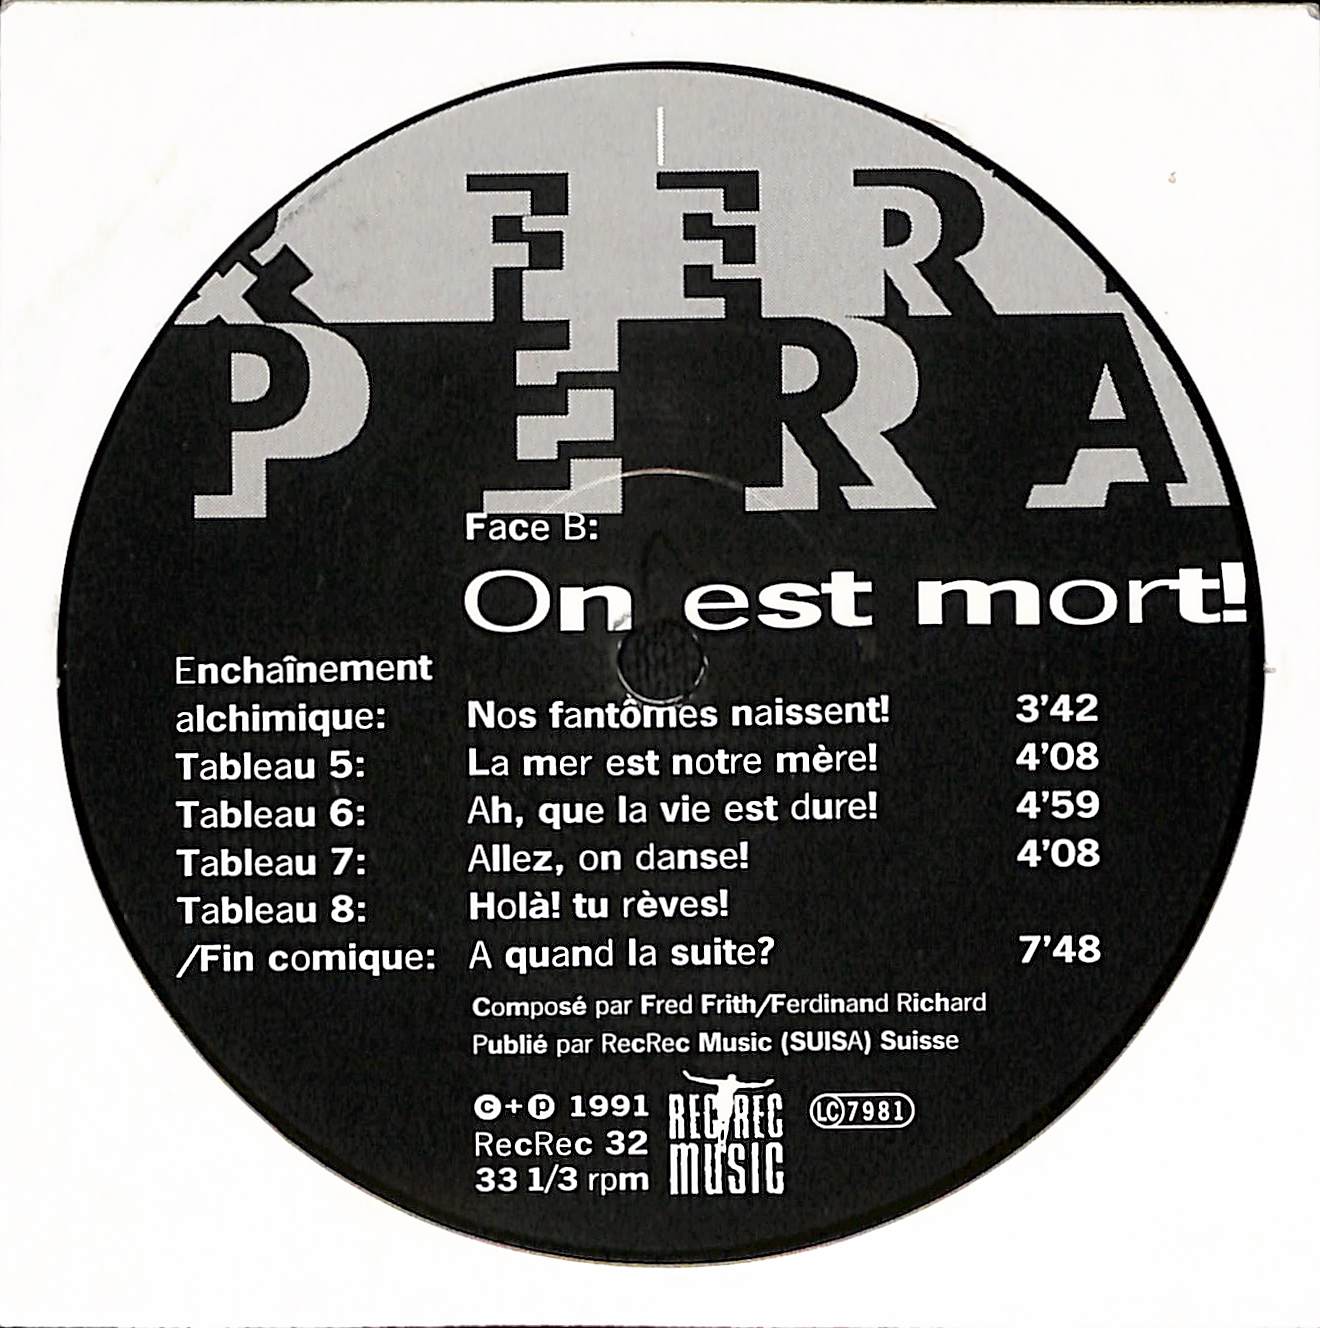 & FER
PERA
Face B:
On est mort!
Enchaînement
alchimique: Nos fantômes naissent! 3'42
Tableau 5: La mer est notre mère! 4'08
Tableau 6: Ah, que la vie est dure! 4'59
Tableau 7: Allez, on danse! 4'08
Tableau 8: Holà! tu rèves!
/Fin comique: A quand la suite? 7'48
Composé par Fred Frith/Ferdinand Richard
Publié par RecRec Music (SUISA) Suisse
©+℗ 1991
RecRec 32
33 1/3 rpm
REC REC
MUSIC
LC 7981